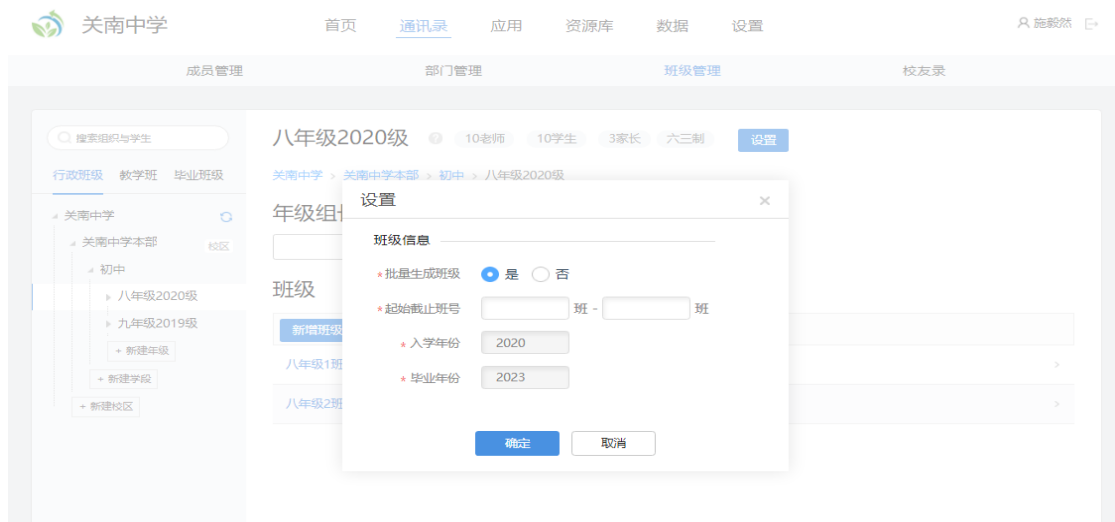 关南中学
首页 通讯录 应用 资源库 数据 设置
施毅然
成员管理 部门管理 班级管理 校友录
搜索组织与学生
行政班级 教学班 毕业班级
关南中学
关南中学本部 校区
初中
八年级2020级
九年级2019级
+ 新建年级
+ 新建学段
+ 新建校区
八年级2020级 ? 10老师 10学生 3家长 六三制 设置
关南中学 > 关南中学本部 > 初中 > 八年级2020级
年级组
班级
新增班级
八年级1班 >
八年级2班 >
设置 ×
班级信息
*批量生成班级 是 否
*起始截止班号 班 - 班
* 入学年份 2020
* 毕业年份 2023
确定 取消